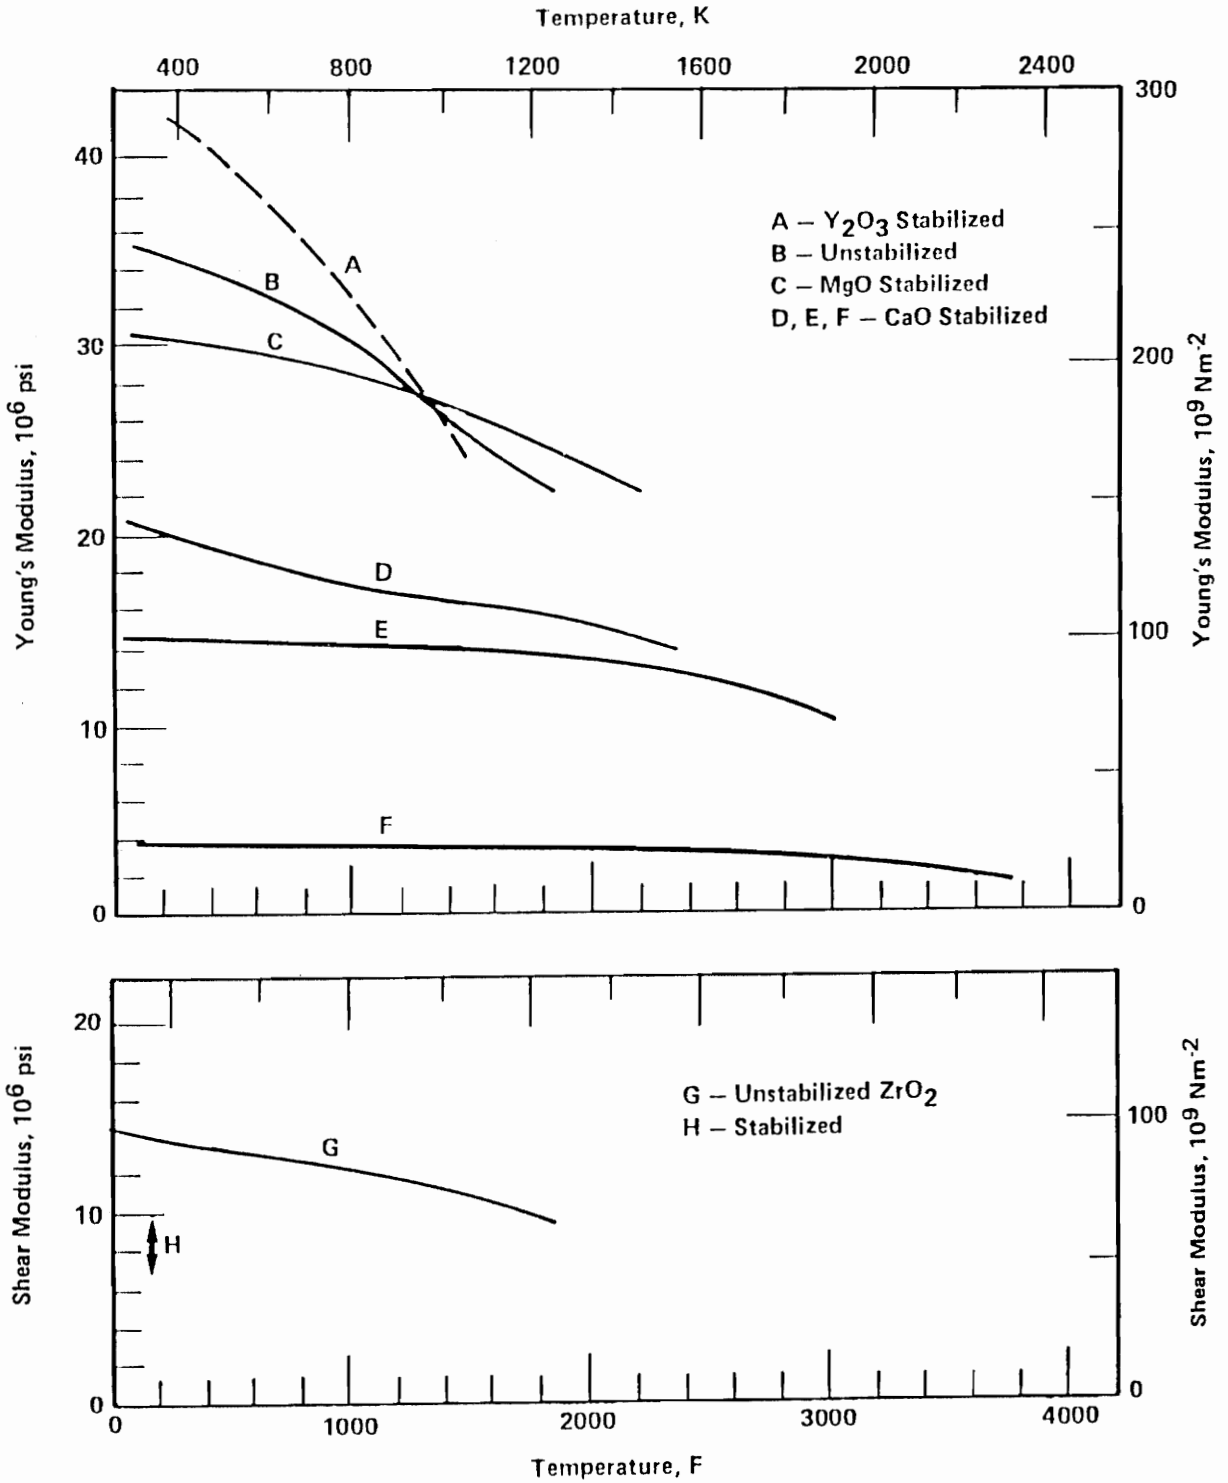 Temperature, K
400 800 1200 1600 2000 2400
300
40
A – Y2O3 Stabilized
B – Unstabilized
C – MgO Stabilized
D, E, F – CaO Stabilized
A
B
C
30
200
Young's Modulus, 10^6 psi
Young's Modulus, 10^9 Nm^-2
20
D
E
100
10
F
0
0
20
G – Unstabilized ZrO2
H – Stabilized
100
G
10
H
Shear Modulus, 10^6 psi
Shear Modulus, 10^9 Nm^-2
0
0
0 1000 2000 3000 4000
Temperature, F